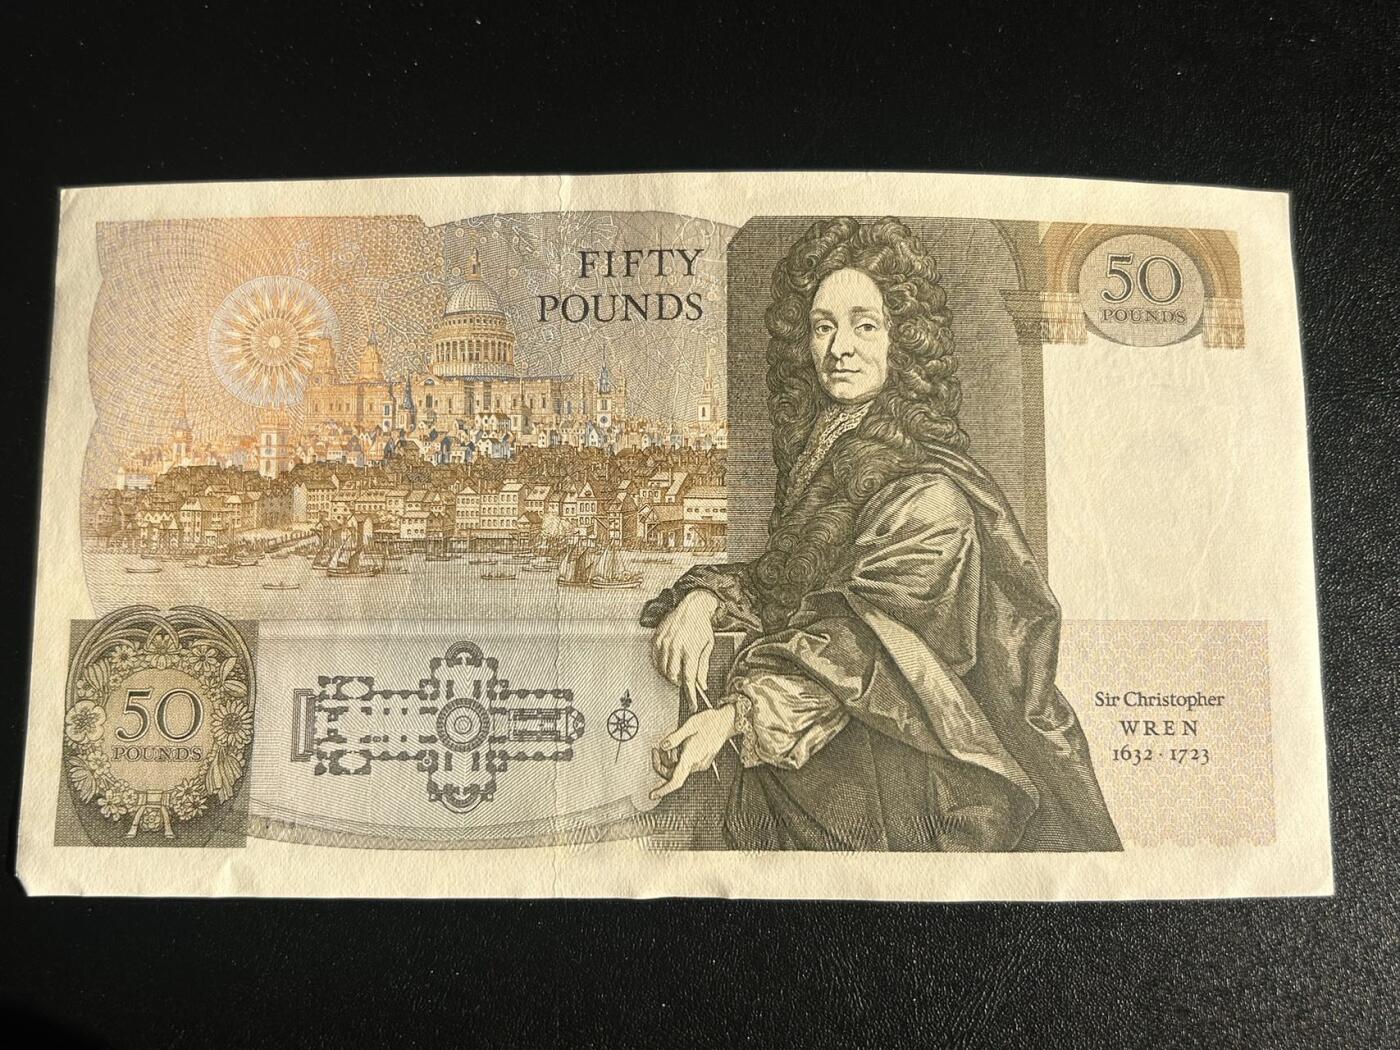 FIFTY
POUNDS
50
POUNDS
50
POUNDS
Sir Christopher
WREN
1632 · 1723